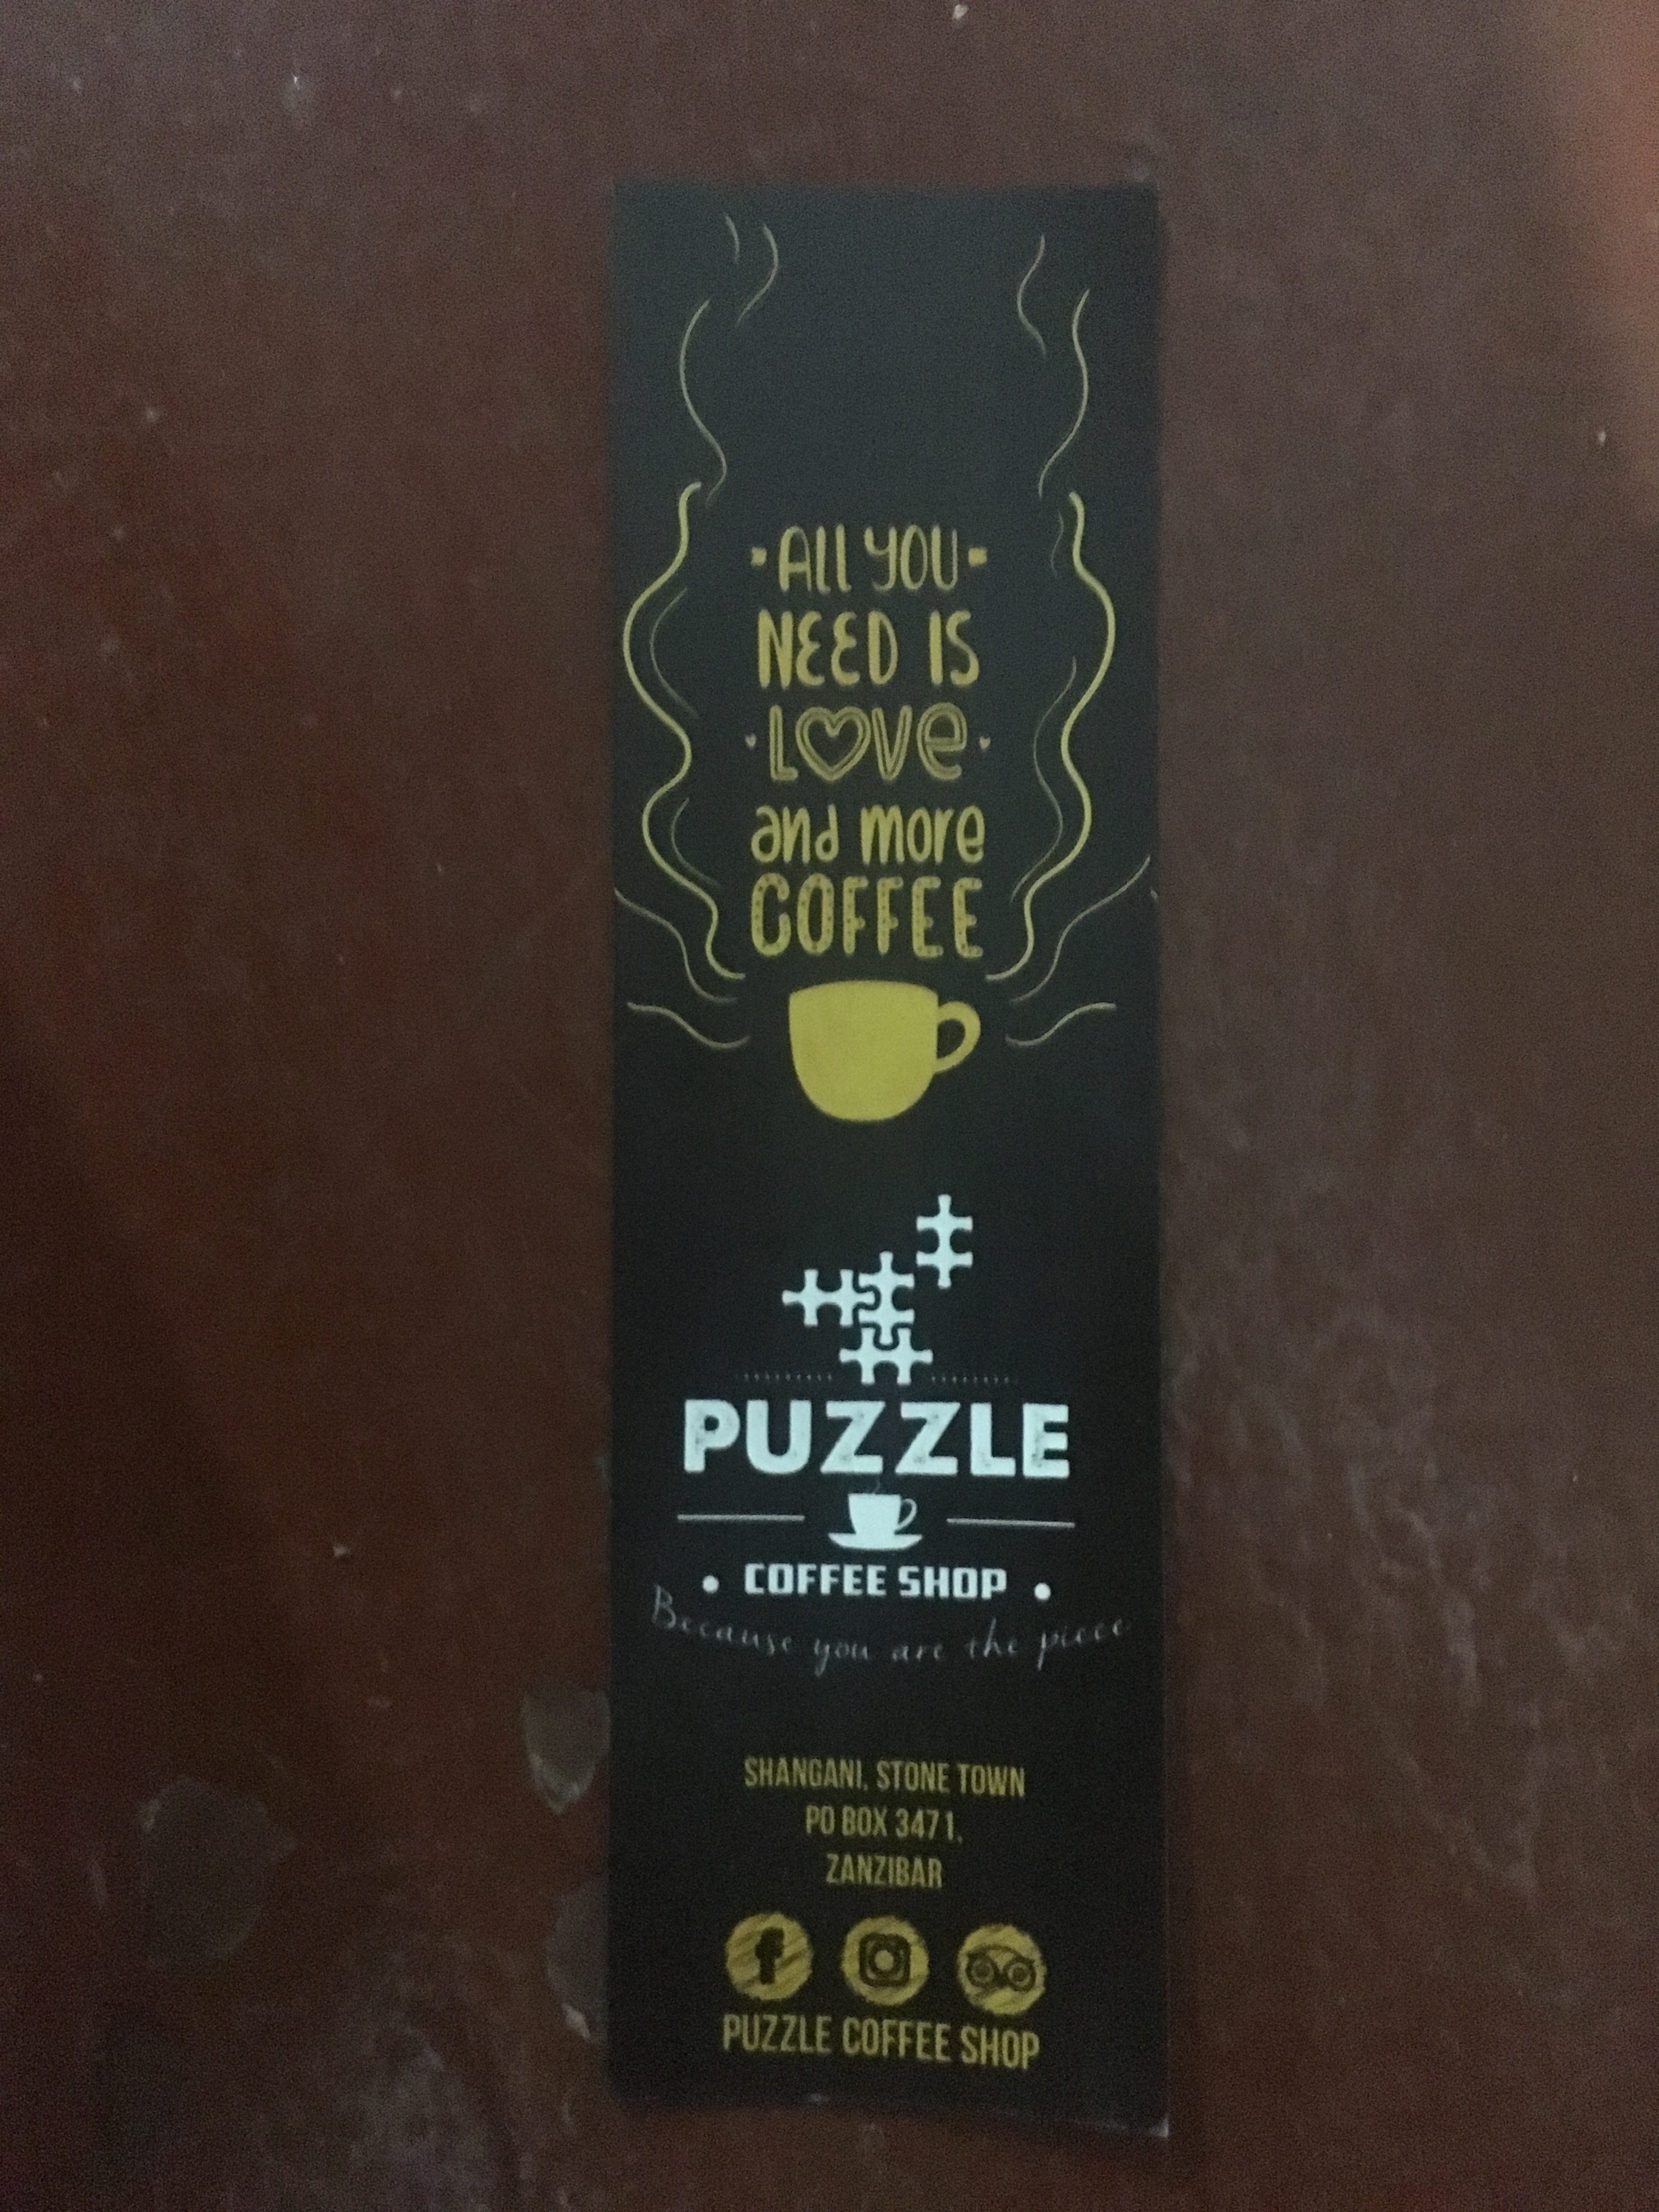 ALL YOU
NEED IS
LOVE
and more
COFFEE
PUZZLE
COFFEE SHOP
Because you are the piece
SHANGANI, STONE TOWN
PO BOX 3471,
ZANZIBAR
PUZZLE COFFEE SHOP